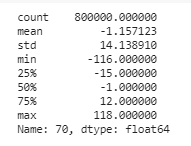 count    800000.000000
mean         -1.157123
std          14.138910
min        -116.000000
25%         -15.000000
50%          -1.000000
75%          12.000000
max         118.000000
Name: 70, dtype: float64